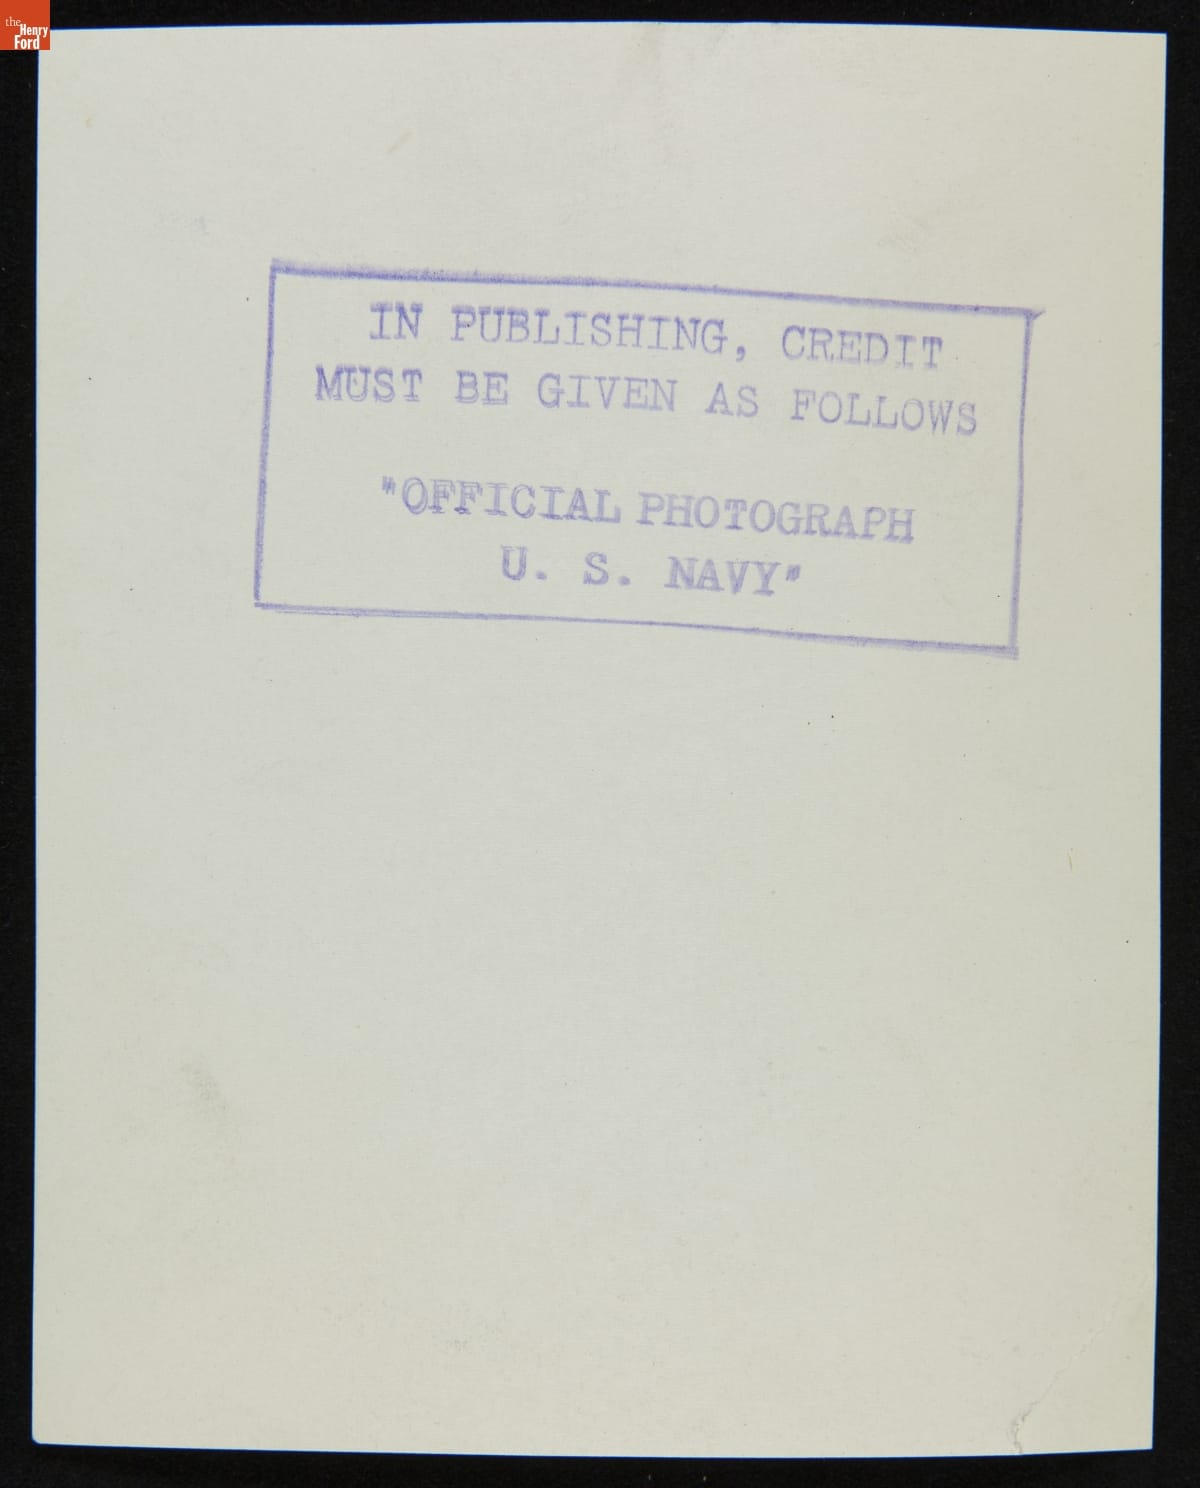 the
Henry
Ford
IN PUBLISHING, CREDIT
MUST BE GIVEN AS FOLLOWS
"OFFICIAL PHOTOGRAPH
U. S. NAVY"